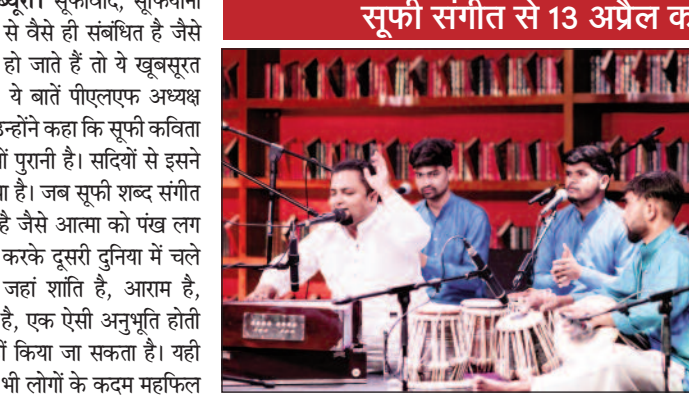 सूफी संगीत से 13 अप्रैल
ब्यूरो। सूफीवाद, सूफियाना
से वैसे ही संबंधित है जैसे
हो जाते हैं तो ये खूबसूरत
ये बातें पीएलएफ अध्यक्ष
उन्होंने कहा कि सूफी कविता
पुरानी है। सदियों से इसने
है। जब सूफी शब्द संगीत
है जैसे आत्मा को पंख लग
करके दूसरी दुनिया में चले
जहां शांति है, आराम है,
है, एक ऐसी अनुभूति होती
किया जा सकता है। यही
भी लोगों के कदम महफिल